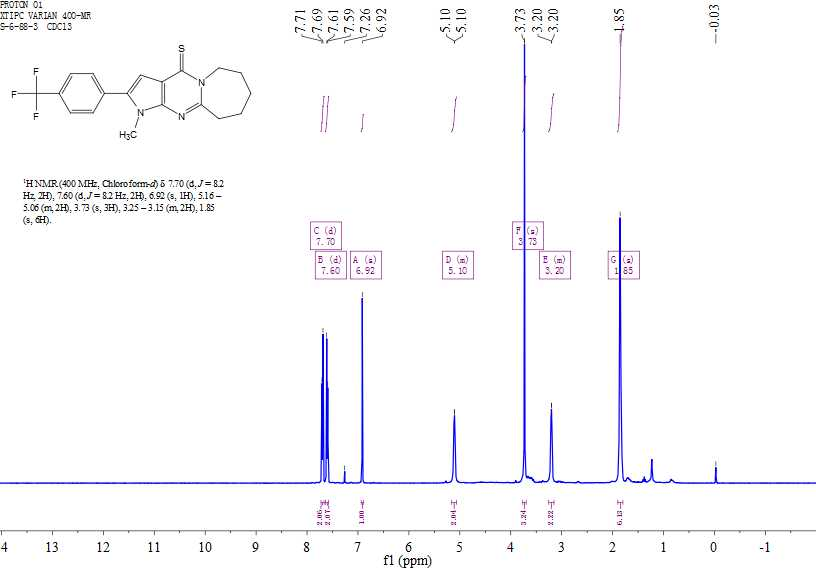 PROTON 01
XTIPC VARIAN 400-MR
S-6-88-3 CDCl3
7.71
7.69
7.61
7.59
7.26
6.92
5.10
5.10
3.73
3.20
3.20
1.85
-0.03
S
F
F
F
N
N
N
H₃C
¹H NMR (400 MHz, Chloroform-d) δ 7.70 (d, J = 8.2
Hz, 2H), 7.60 (d, J = 8.2 Hz, 2H), 6.92 (s, 1H), 5.16 –
5.06 (m, 2H), 3.73 (s, 3H), 3.25 – 3.15 (m, 2H), 1.85
(s, 6H).
C (d)
7.70
F (s)
3.73
B (d)
7.60
A (s)
6.92
D (m)
5.10
E (m)
3.20
G (s)
1.85
2.06
2.07
1.00
2.04
3.24
2.22
6.13
4 13 12 11 10 9 8 7 6 5 4 3 2 1 0 -1
f1 (ppm)